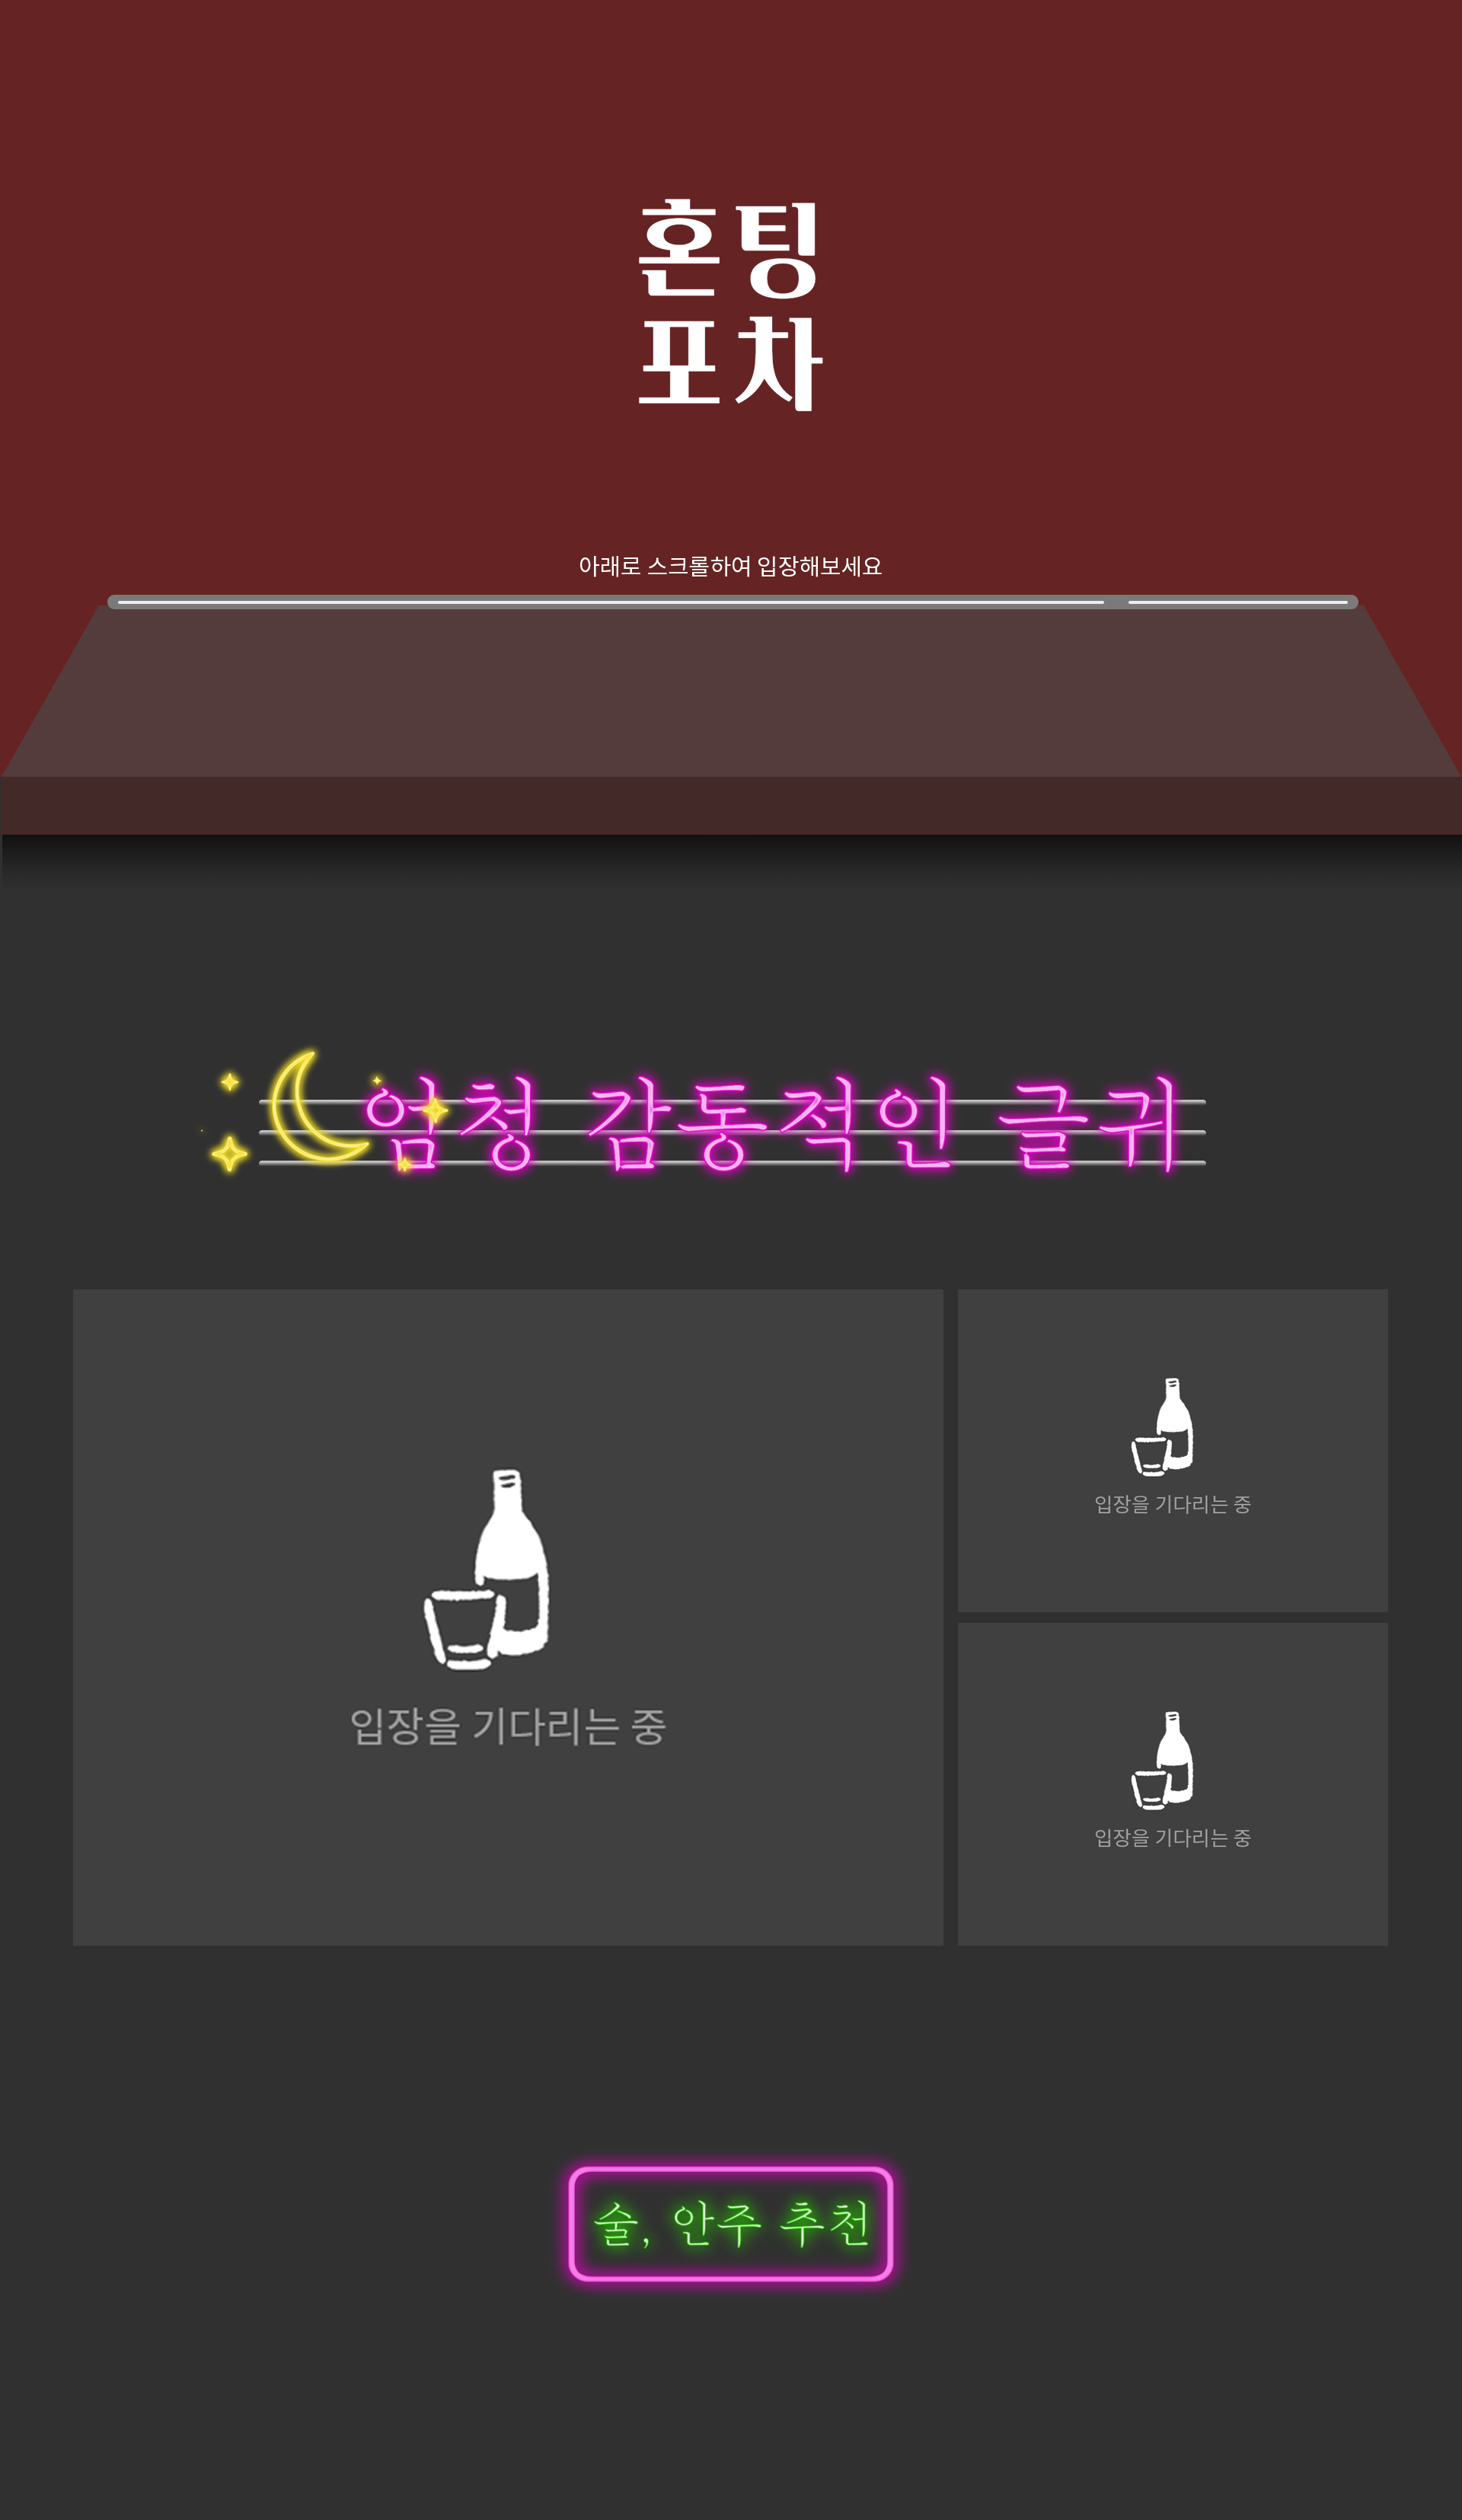 혼팅
포차
아래로 스크롤하여 입장해보세요
엄청 감동적인 글귀
입장을 기다리는 중
입장을 기다리는 중
입장을 기다리는 중
술, 안주 추천